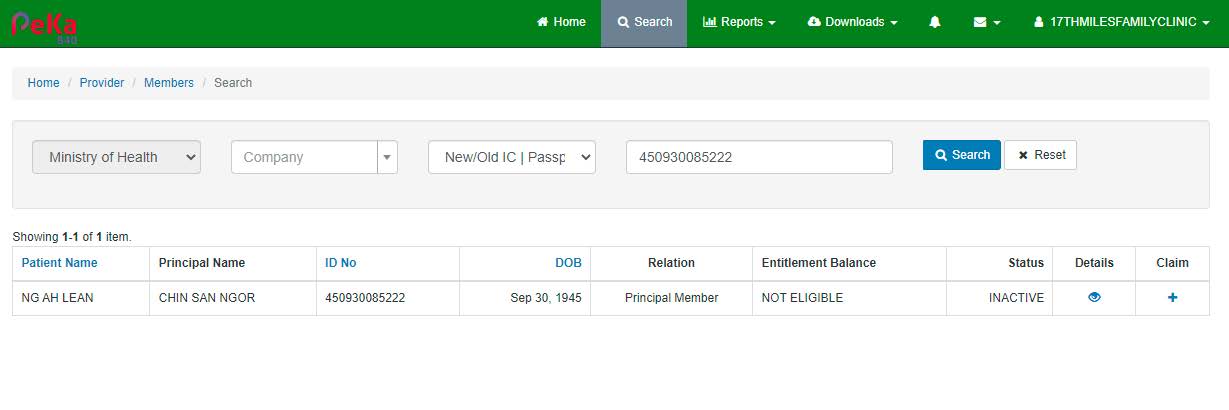 PeKa
B40
Home
Search
Reports
Downloads
17THMILESFAMILYCLINIC
Home / Provider / Members / Search
Ministry of Health
Company
New/Old IC | Passp
450930085222
Search
Reset
Showing 1-1 of 1 item.
Patient Name Principal Name ID No DOB Relation Entitlement Balance Status Details Claim
NG AH LEAN CHIN SAN NGOR 450930085222 Sep 30, 1945 Principal Member NOT ELIGIBLE INACTIVE